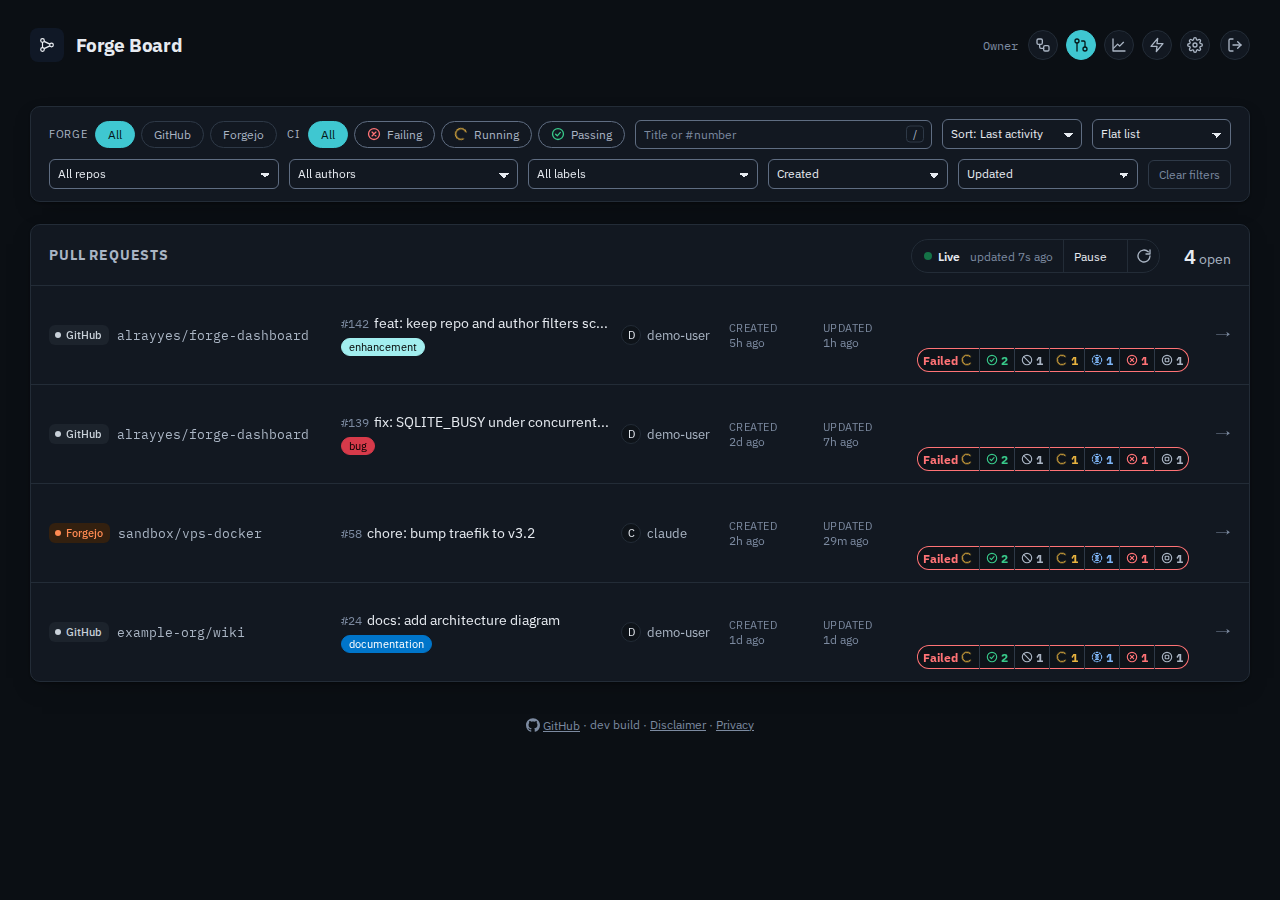 Forge Board
Owner
FORGE All GitHub Forgejo CI All Failing Running Passing Title or #number / Sort: Last activity Flat list
All repos All authors All labels Created Updated Clear filters
PULL REQUESTS Live updated 7s ago Pause 4 open
GitHub alrayyes/forge-dashboard #142 feat: keep repo and author filters sc... D demo-user CREATED UPDATED →
enhancement 5h ago 1h ago
Failed 2 1 1 1 1 1
GitHub alrayyes/forge-dashboard #139 fix: SQLITE_BUSY under concurrent... D demo-user CREATED UPDATED →
bug 2d ago 7h ago
Failed 2 1 1 1 1 1
Forgejo sandbox/vps-docker #58 chore: bump traefik to v3.2 C claude CREATED UPDATED →
2h ago 29m ago
Failed 2 1 1 1 1 1
GitHub example-org/wiki #24 docs: add architecture diagram D demo-user CREATED UPDATED →
documentation 1d ago 1d ago
Failed 2 1 1 1 1 1
GitHub · dev build · Disclaimer · Privacy